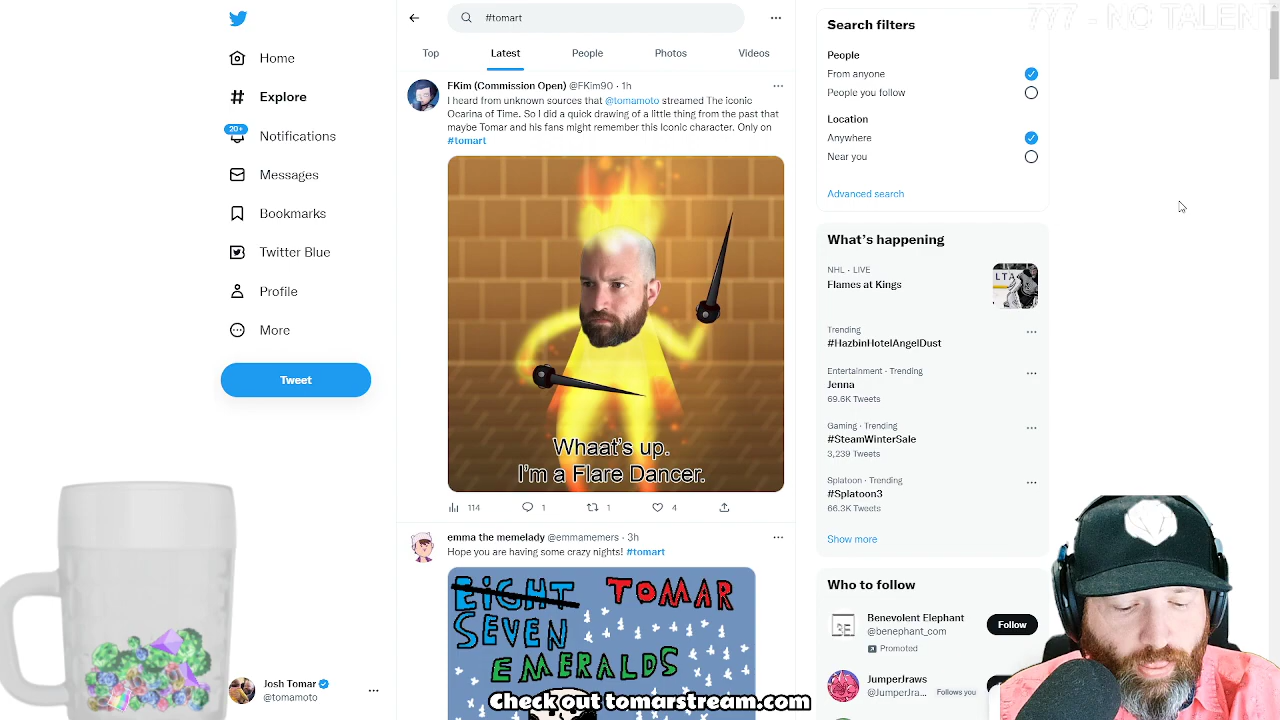 777 - NO TALENT
#tomart
Top
Latest
People
Photos
Videos
Home
Explore
20+
Notifications
Messages
Bookmarks
Twitter Blue
Profile
More
Tweet
Josh Tomar
@tomamoto
FKim (Commission Open) @FKim90 · 1h
I heard from unknown sources that @tomamoto streamed The iconic
Ocarina of Time. So I did a quick drawing of a little thing from the past that
maybe Tomar and his fans might remember this Iconic character. Only on
#tomart
Whaat's up.
I'm a Flare Dancer.
114
1
1
4
emma the memelady @emmamemers · 3h
Hope you are having some crazy nights! #tomart
EIGHT TOMAR
SEVEN
EMERALDS
Check out tomarstream.com
Search filters
People
From anyone
People you follow
Location
Anywhere
Near you
Advanced search
What's happening
NHL · LIVE
Flames at Kings
LTA
Trending
#HazbinHotelAngelDust
Entertainment · Trending
Jenna
69.6K Tweets
Gaming · Trending
#SteamWinterSale
3,239 Tweets
Splatoon · Trending
#Splatoon3
66.3K Tweets
Show more
Who to follow
Benevolent Elephant
@benephant_com
Promoted
Follow
JumperJraws
@JumperJra... Follows you